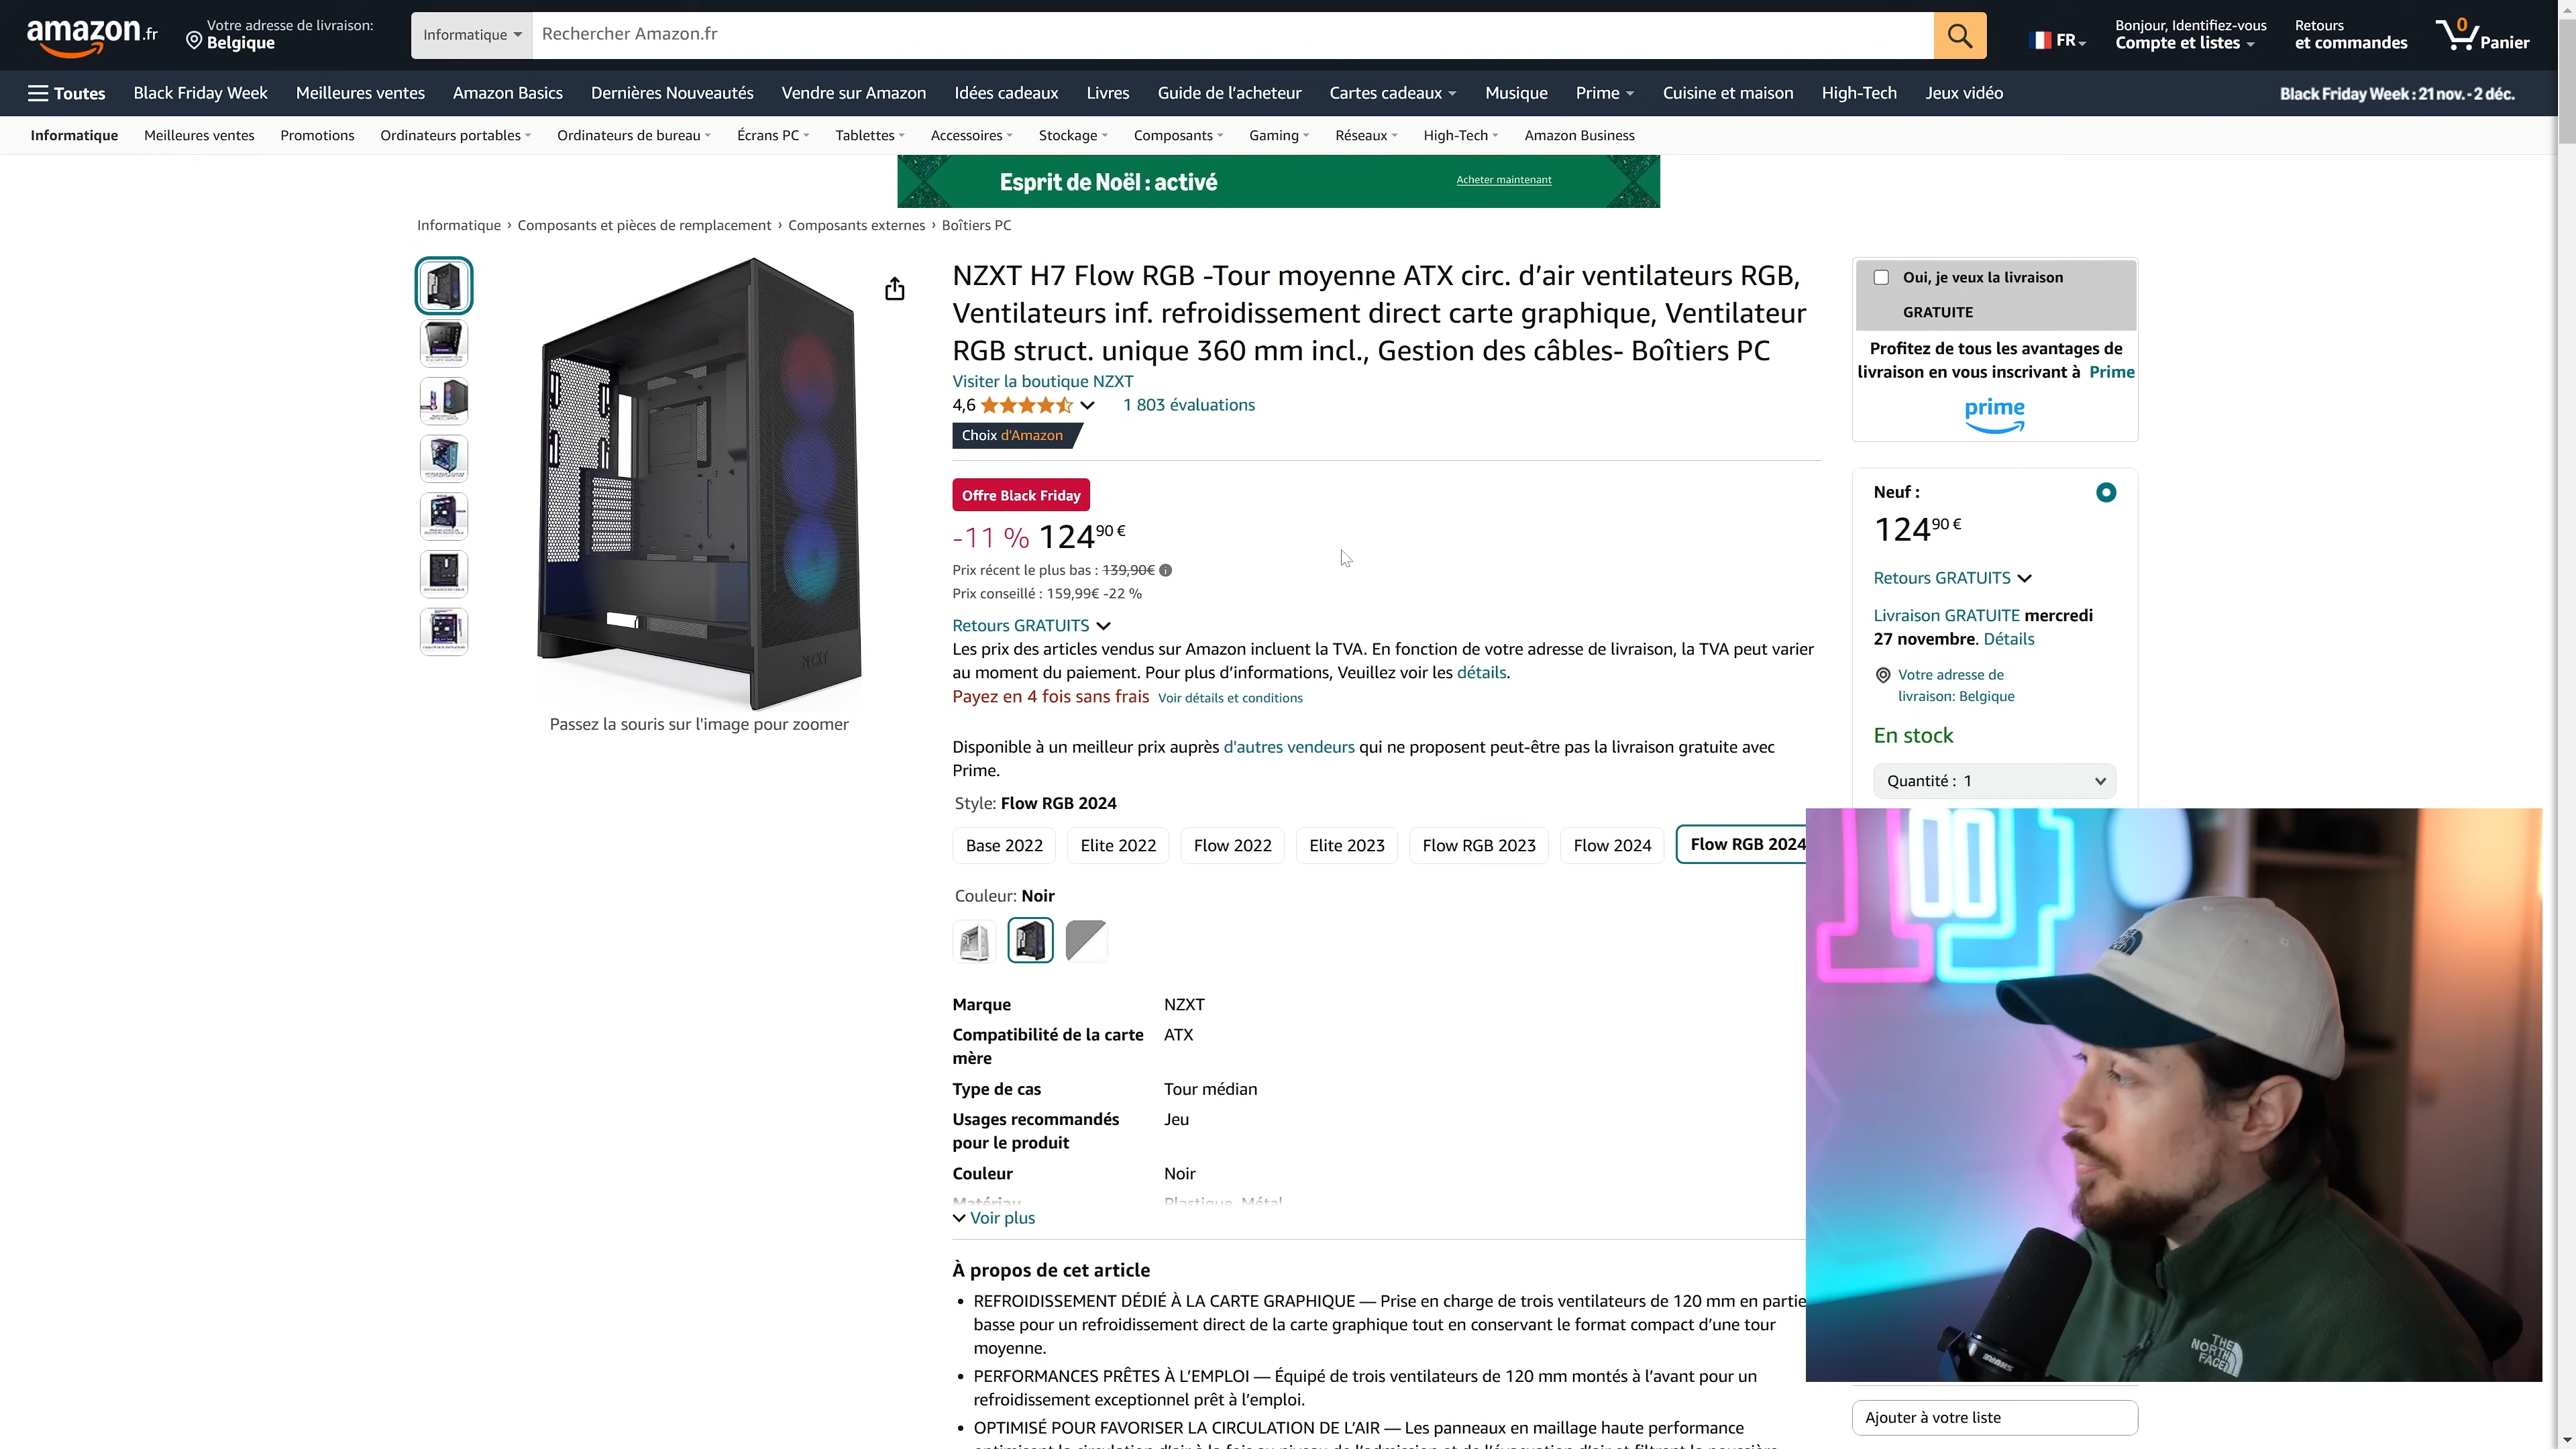 amazon.fr
Votre adresse de livraison:
Belgique
Informatique
Rechercher Amazon.fr
FR
Bonjour, Identifiez-vous
Compte et listes
Retours
et commandes
0
Panier
Toutes
Black Friday Week
Meilleures ventes
Amazon Basics
Dernières Nouveautés
Vendre sur Amazon
Idées cadeaux
Livres
Guide de l’acheteur
Cartes cadeaux
Musique
Prime
Cuisine et maison
High-Tech
Jeux vidéo
Black Friday Week : 21 nov. - 2 déc.
Informatique
Meilleures ventes
Promotions
Ordinateurs portables
Ordinateurs de bureau
Écrans PC
Tablettes
Accessoires
Stockage
Composants
Gaming
Réseaux
High-Tech
Amazon Business
Esprit de Noël : activé
Acheter maintenant
Informatique › Composants et pièces de remplacement › Composants externes › Boîtiers PC
NZXT
Passez la souris sur l'image pour zoomer
NZXT H7 Flow RGB -Tour moyenne ATX circ. d’air ventilateurs RGB,
Ventilateurs inf. refroidissement direct carte graphique, Ventilateur
RGB struct. unique 360 mm incl., Gestion des câbles- Boîtiers PC
Visiter la boutique NZXT
4,6
1 803 évaluations
Choix d'Amazon
Offre Black Friday
-11 % 124 90 €
Prix récent le plus bas : 139,90€
Prix conseillé : 159,99€ -22 %
Retours GRATUITS
Les prix des articles vendus sur Amazon incluent la TVA. En fonction de votre adresse de livraison, la TVA peut varier
au moment du paiement. Pour plus d’informations, Veuillez voir les détails.
Payez en 4 fois sans frais Voir détails et conditions
Disponible à un meilleur prix auprès d'autres vendeurs qui ne proposent peut-être pas la livraison gratuite avec
Prime.
Style: Flow RGB 2024
Base 2022
Elite 2022
Flow 2022
Elite 2023
Flow RGB 2023
Flow 2024
Flow RGB 2024
Couleur: Noir
Marque NZXT
Compatibilité de la carte ATX
mère
Type de cas Tour médian
Usages recommandés Jeu
pour le produit
Couleur Noir
Matériau Plastique, Métal
Voir plus
À propos de cet article
• REFROIDISSEMENT DÉDIÉ À LA CARTE GRAPHIQUE — Prise en charge de trois ventilateurs de 120 mm en partie
basse pour un refroidissement direct de la carte graphique tout en conservant le format compact d’une tour
moyenne.
• PERFORMANCES PRÊTES À L’EMPLOI — Équipé de trois ventilateurs de 120 mm montés à l’avant pour un
refroidissement exceptionnel prêt à l’emploi.
• OPTIMISÉ POUR FAVORISER LA CIRCULATION DE L’AIR — Les panneaux en maillage haute performance
Oui, je veux la livraison
GRATUITE
Profitez de tous les avantages de
livraison en vous inscrivant à Prime
prime
Neuf :
124 90 €
Retours GRATUITS
Livraison GRATUITE mercredi
27 novembre. Détails
Votre adresse de
livraison: Belgique
En stock
Quantité : 1
THE
NORTH
FACE
Ajouter à votre liste